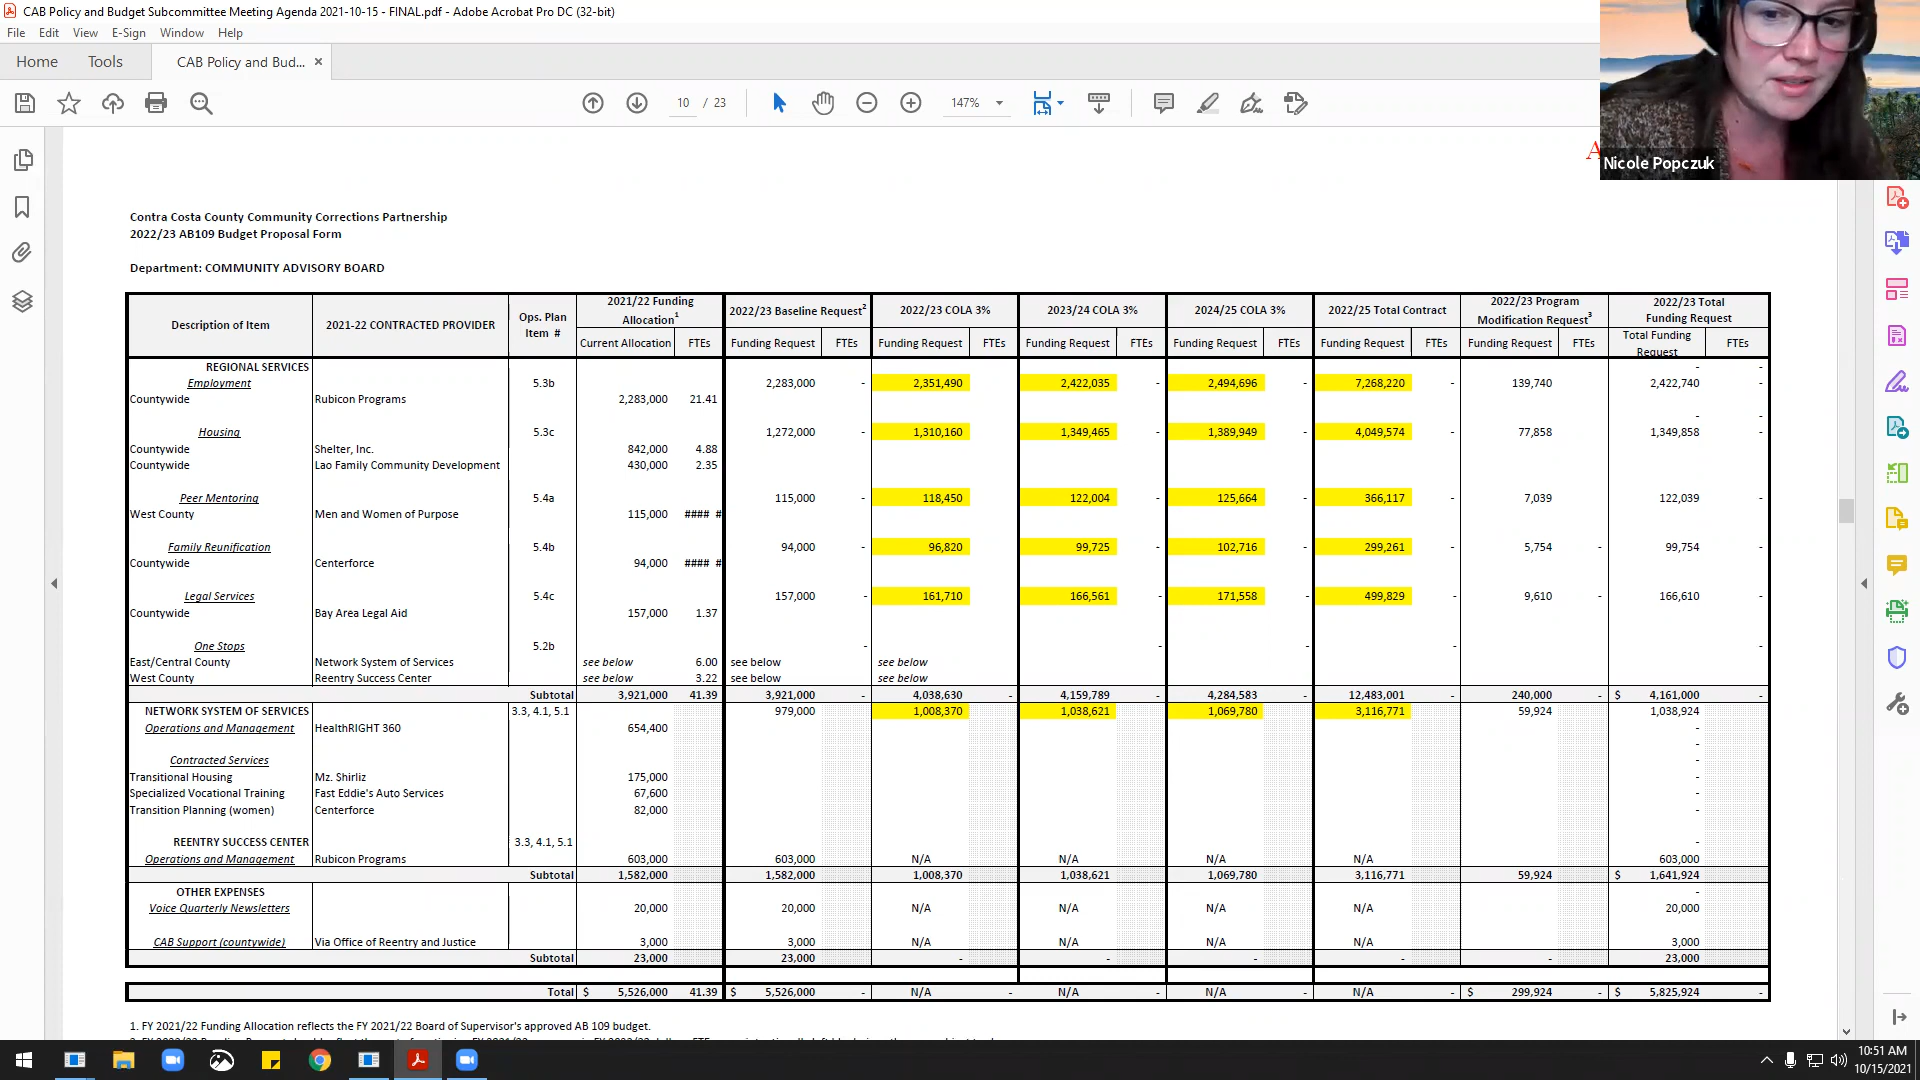 CAB Policy and Budget Subcommittee Meeting Agenda 2021-10-15 - FINAL.pdf - Adobe Acrobat Pro DC (32-bit)
File Edit View E-Sign Window Help
Home Tools CAB Policy and Bud... ×
10 / 23 147%
Nicole Popczuk
Contra Costa County Community Corrections Partnership
2022/23 AB109 Budget Proposal Form
Department: COMMUNITY ADVISORY BOARD
Description of Item 2021-22 CONTRACTED PROVIDER Ops. Plan Item # 2021/22 Funding Allocation1 2022/23 Baseline Request2 2022/23 COLA 3% 2023/24 COLA 3% 2024/25 COLA 3% 2022/25 Total Contract 2022/23 Program Modification Request3 2022/23 Total Funding Request
Current Allocation FTEs Funding Request FTEs Funding Request FTEs Funding Request FTEs Funding Request FTEs Funding Request FTEs Funding Request FTEs Total Funding Request FTEs
REGIONAL SERVICES - -
Employment 5.3b 2,283,000 - 2,351,490 2,422,035 - 2,494,696 - 7,268,220 - 139,740 2,422,740 -
Countywide Rubicon Programs 2,283,000 21.41
- -
Housing 5.3c 1,272,000 - 1,310,160 1,349,465 - 1,389,949 - 4,049,574 - 77,858 1,349,858 -
Countywide Shelter, Inc. 842,000 4.88
Countywide Lao Family Community Development 430,000 2.35
Peer Mentoring 5.4a 115,000 - 118,450 122,004 - 125,664 - 366,117 - 7,039 122,039 -
West County Men and Women of Purpose 115,000 #### #
Family Reunification 5.4b 94,000 - 96,820 99,725 - 102,716 - 299,261 - 5,754 - 99,754 -
Countywide Centerforce 94,000 #### #
Legal Services 5.4c 157,000 - 161,710 166,561 - 171,558 - 499,829 - 9,610 - 166,610 -
Countywide Bay Area Legal Aid 157,000 1.37
One Stops 5.2b - - - - -
East/Central County Network System of Services see below 6.00 see below see below
West County Reentry Success Center see below 3.22 see below see below
Subtotal 3,921,000 41.39 3,921,000 - 4,038,630 - 4,159,789 - 4,284,583 - 12,483,001 - 240,000 - $ 4,161,000 -
NETWORK SYSTEM OF SERVICES 3.3, 4.1, 5.1 979,000 1,008,370 1,038,621 1,069,780 3,116,771 59,924 1,038,924
Operations and Management HealthRIGHT 360 654,400
-
Contracted Services -
Transitional Housing Mz. Shirliz 175,000 -
Specialized Vocational Training Fast Eddie's Auto Services 67,600 -
Transition Planning (women) Centerforce 82,000 -
REENTRY SUCCESS CENTER 3.3, 4.1, 5.1 -
Operations and Management Rubicon Programs 603,000 603,000 N/A N/A N/A N/A 603,000
Subtotal 1,582,000 1,582,000 1,008,370 1,038,621 1,069,780 3,116,771 59,924 $ 1,641,924
OTHER EXPENSES -
Voice Quarterly Newsletters 20,000 20,000 N/A N/A N/A N/A 20,000
CAB Support (countywide) Via Office of Reentry and Justice 3,000 3,000 N/A N/A N/A N/A 3,000
Subtotal 23,000 23,000 - - - - - 23,000
Total $ 5,526,000 41.39 $ 5,526,000 - N/A - N/A - N/A - N/A - $ 299,924 - $ 5,825,924 -
1. FY 2021/22 Funding Allocation reflects the FY 2021/22 Board of Supervisor's approved AB 109 budget.
10:51 AM
10/15/2021